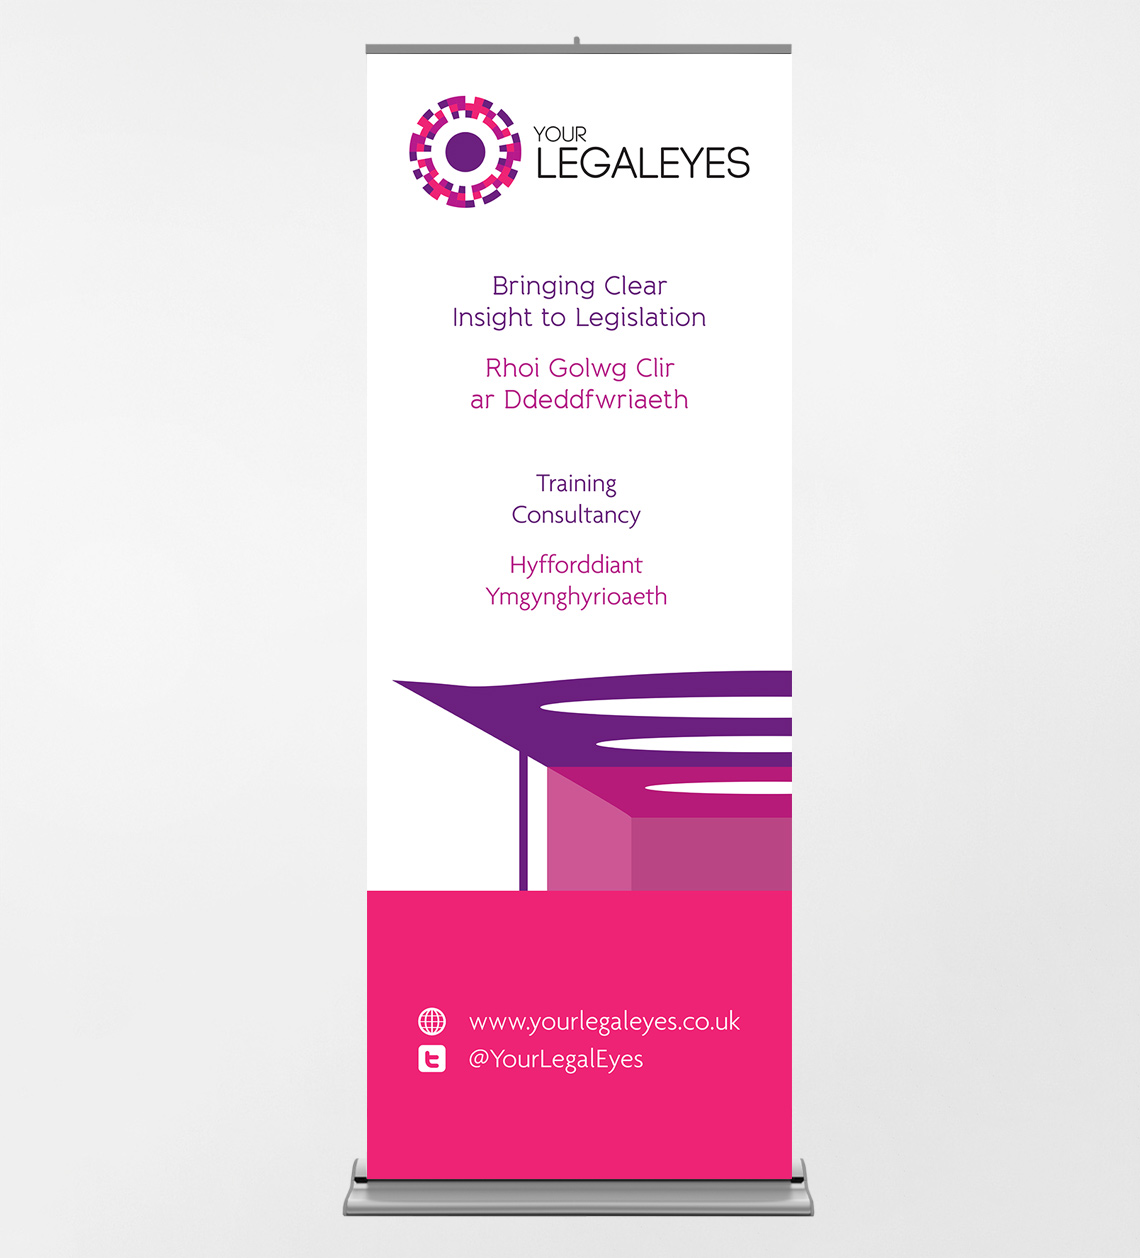 YOUR
LEGALEYES
Bringing Clear
Insight to Legislation
Rhoi Golwg Clir
ar Ddeddfwriaeth
Training
Consultancy
Hyfforddiant
Ymgynghyrioaeth
www.yourlegaleyes.co.uk
@YourLegalEyes